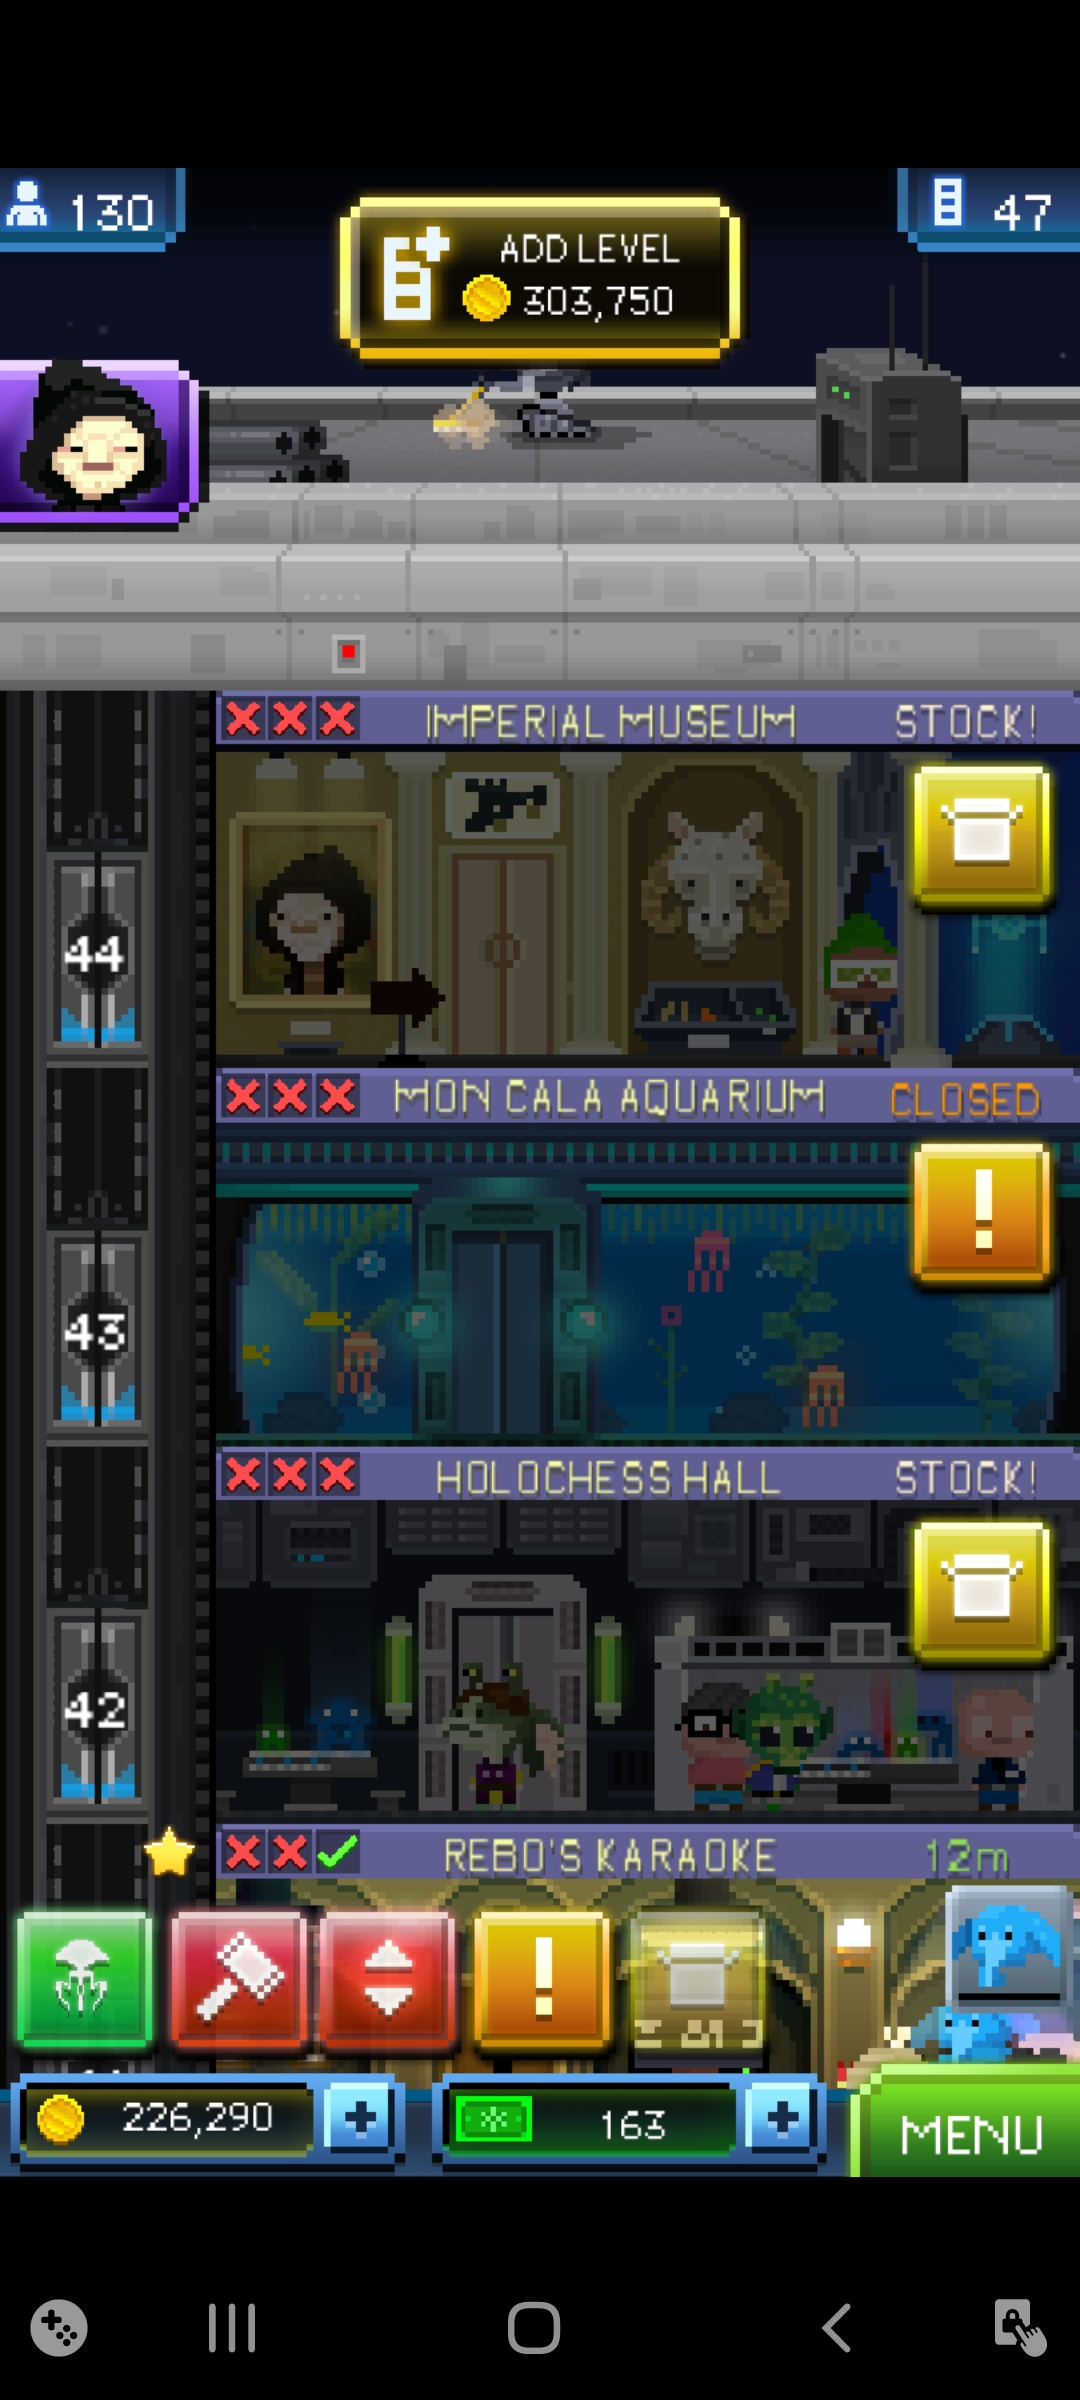 130
ADD LEVEL
303,750
47
IMPERIAL MUSEUM STOCK!
44
MON CALA AQUARIUM CLOSED
!
43
HOLOCHESS HALL STOCK!
42
REBO'S KARAOKE 12m
!
226,290 + 163 + MENU